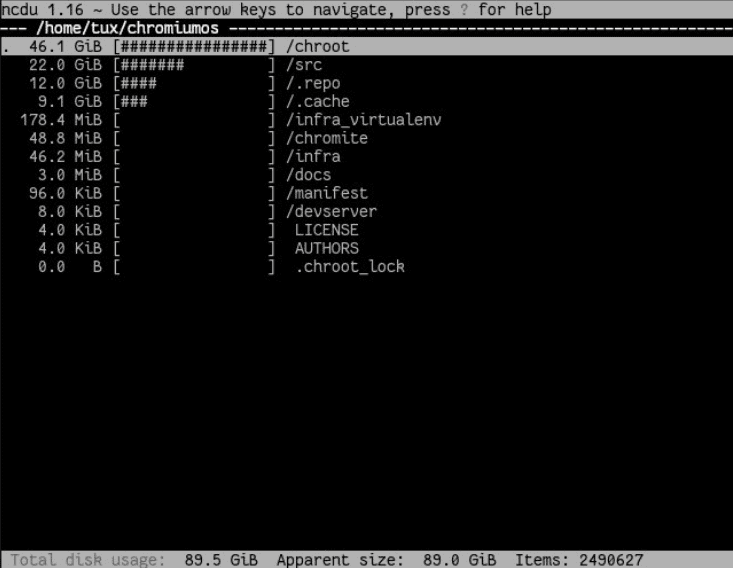 ncdu 1.16 ~ Use the arrow keys to navigate, press ? for help
--- /home/tux/chromiumos -------------------------------------------------------
.  46.1 GiB [################] /chroot
   22.0 GiB [#######         ] /src
   12.0 GiB [####            ] /.repo
    9.1 GiB [###             ] /.cache
  178.4 MiB [                ] /infra_virtualenv
   48.8 MiB [                ] /chromite
   46.2 MiB [                ] /infra
    3.0 MiB [                ] /docs
   96.0 KiB [                ] /manifest
    8.0 KiB [                ] /devserver
    4.0 KiB [                ]  LICENSE
    4.0 KiB [                ]  AUTHORS
    0.0   B [                ]  .chroot_lock
Total disk usage:  89.5 GiB  Apparent size:  89.0 GiB  Items: 2490627